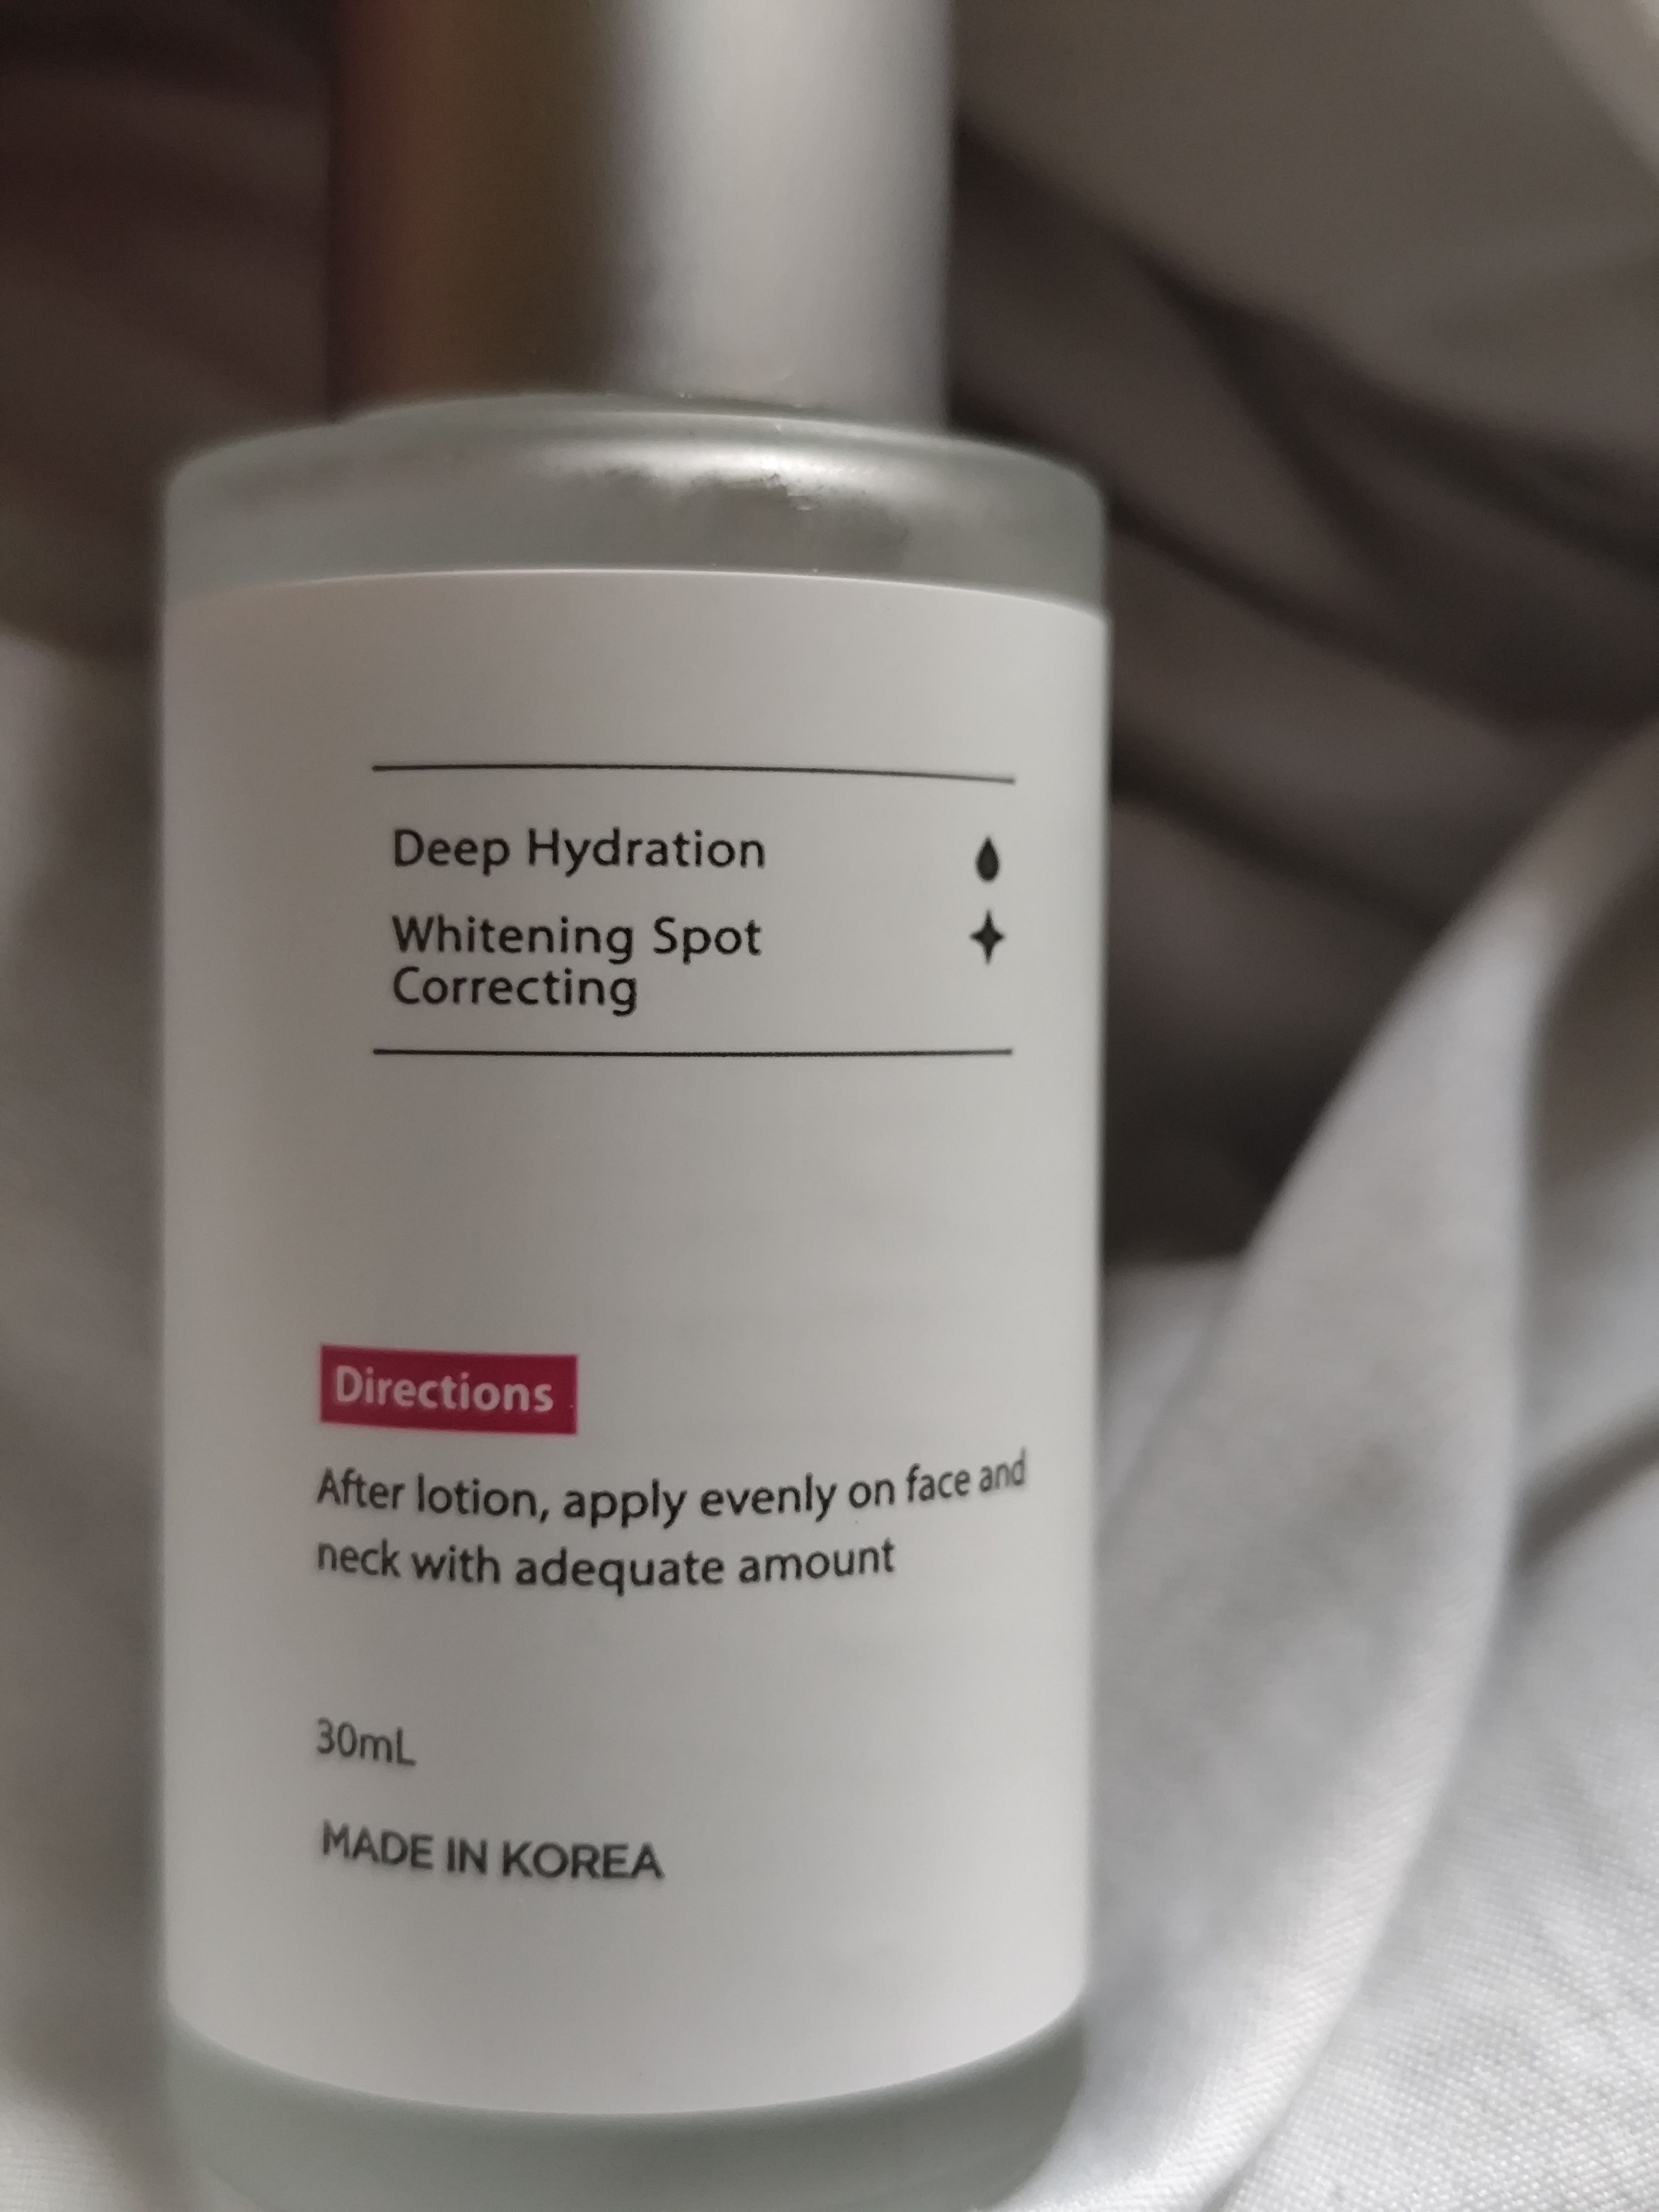 Deep Hydration
Whitening Spot
Correcting
Directions
After lotion, apply evenly on face and
neck with adequate amount
30mL
MADE IN KOREA